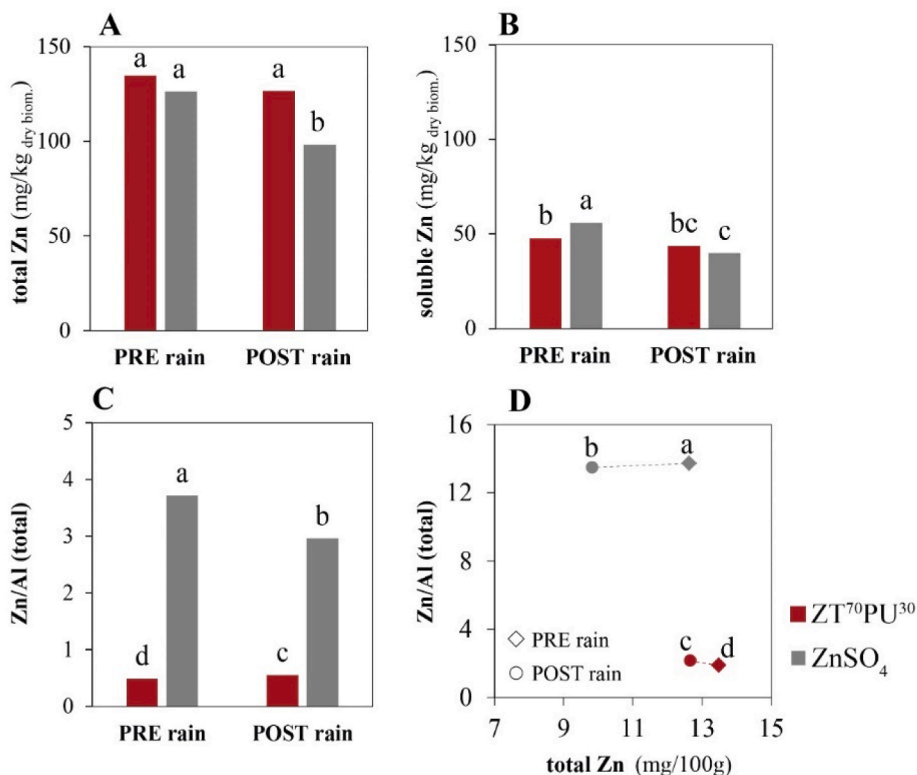 A
total Zn (mg/kg dry biom.)
150
100
50
0
a
a
a
b
PRE rain
POST rain
B
soluble Zn (mg/kg dry biom.)
150
100
50
0
b
a
bc
c
PRE rain
POST rain
C
Zn/Al (total)
5
4
3
2
1
0
d
a
c
b
PRE rain
POST rain
D
Zn/Al (total)
16
12
8
4
0
b
a
c
d
PRE rain
POST rain
7
9
11
13
15
total Zn (mg/100g)
ZT⁷⁰PU³⁰
ZnSO₄